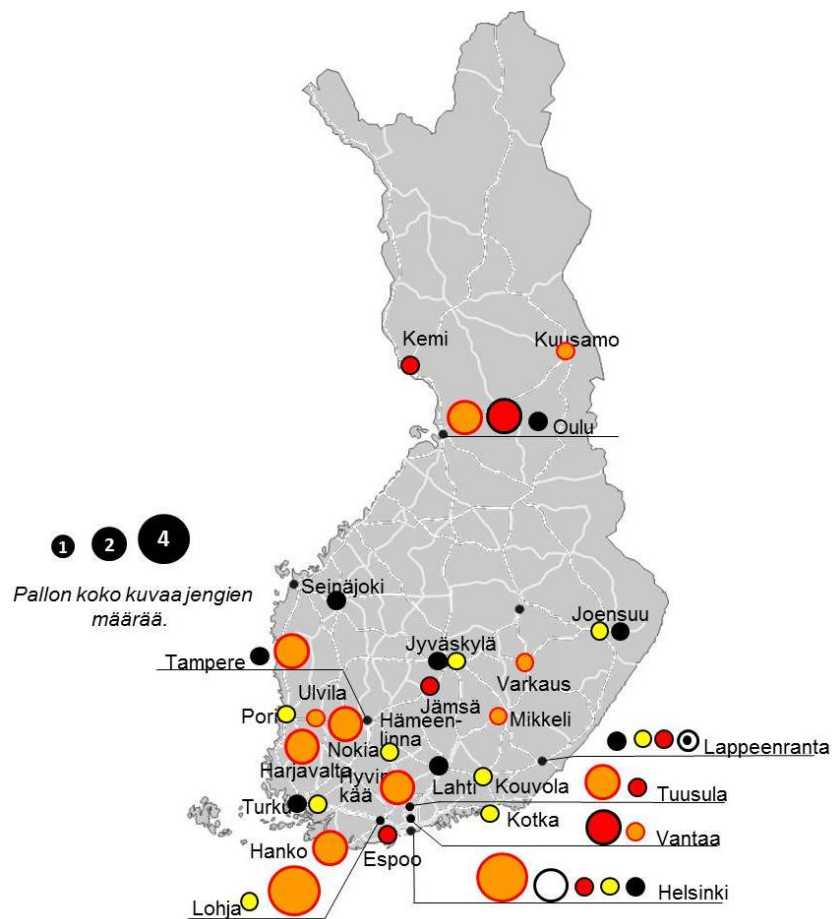 Kemi
Kuusamo
Oulu
1
2
4
Pallon koko kuvaa jengien
määrää.
Seinäjoki
Joensuu
Jyväskylä
Tampere
Varkaus
Jämsä
Ulvila
Pori
Hämeen-
linna
Mikkeli
Nokia
Lappeenranta
Harjavalta
Hyvin
kää
Lahti
Kouvola
Tuusula
Turku
Kotka
Vantaa
Hanko
Espoo
Helsinki
Lohja